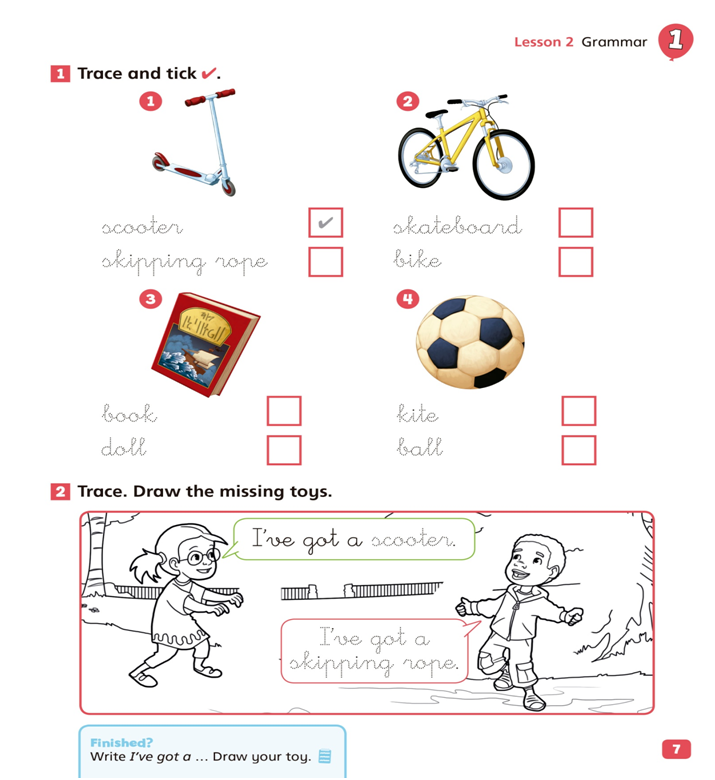 Lesson 2 Grammar 1
1 Trace and tick ✔.
1
2
scooter ✔
skateboard
skipping rope
bike
3
4
book
kite
doll
ball
2 Trace. Draw the missing toys.
I've got a scooter.
I've got a
skipping rope.
Finished?
Write I've got a ... Draw your toy.
7